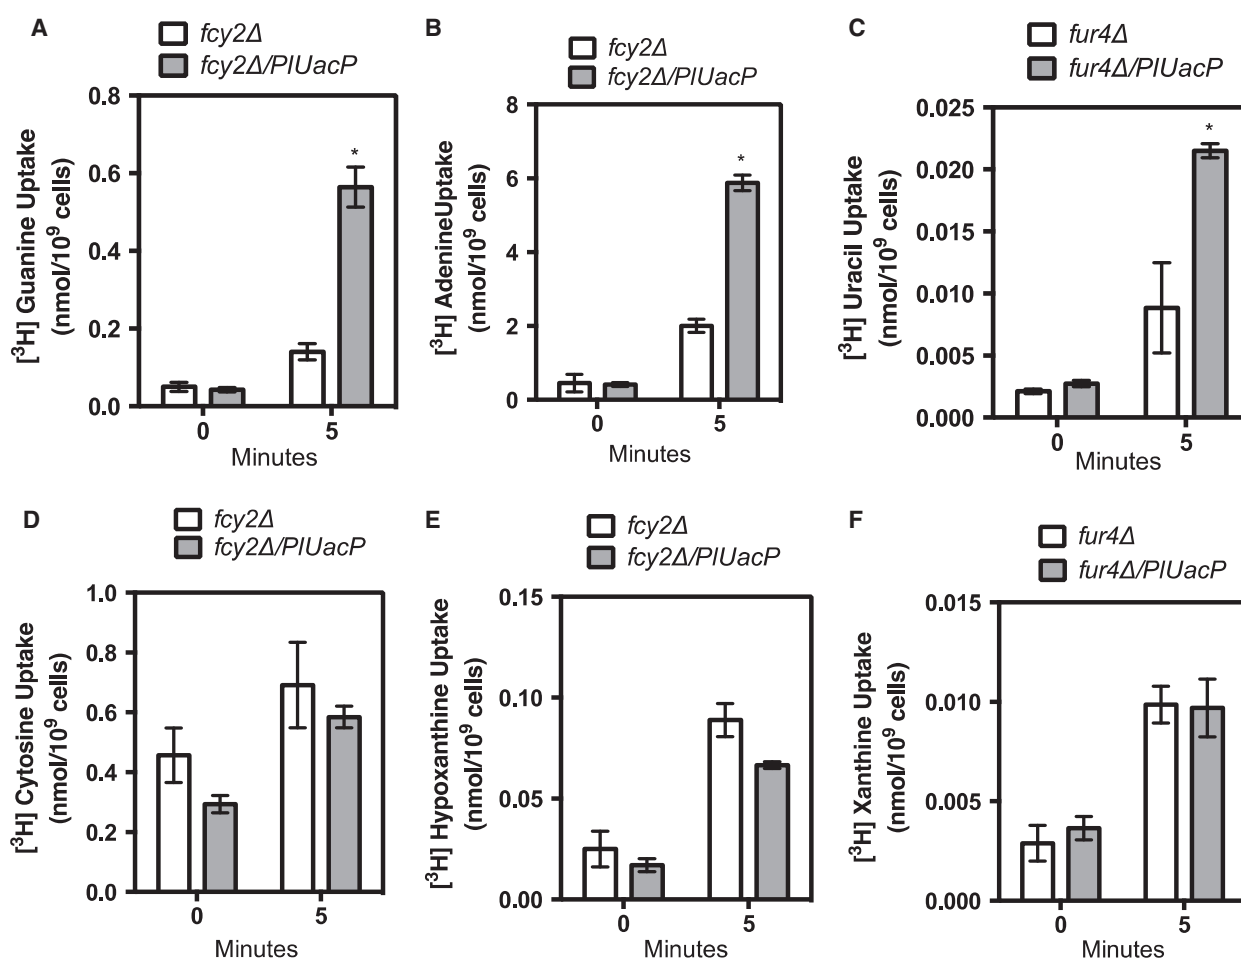 A
fcy2Δ
fcy2Δ/PlUacP
[³H] Guanine Uptake
(nmol/10⁹ cells)
0.8
0.6
0.4
0.2
0.0
*
0 5
Minutes
B
fcy2Δ
fcy2Δ/PlUacP
[³H] AdenineUptake
(nmol/10⁹ cells)
8
6
4
2
0
*
0 5
Minutes
C
fur4Δ
fur4Δ/PlUacP
[³H] Uracil Uptake
(nmol/10⁹ cells)
0.025
0.020
0.015
0.010
0.005
0.000
*
0 5
Minutes
D
fcy2Δ
fcy2Δ/PlUacP
[³H] Cytosine Uptake
(nmol/10⁹ cells)
1.0
0.8
0.6
0.4
0.2
0.0
0 5
Minutes
E
fcy2Δ
fcy2Δ/PlUacP
[³H] Hypoxanthine Uptake
(nmol/10⁹ cells)
0.15
0.10
0.05
0.00
0 5
Minutes
F
fur4Δ
fur4Δ/PlUacP
[³H] Xanthine Uptake
(nmol/10⁹ cells)
0.015
0.010
0.005
0.000
0 5
Minutes